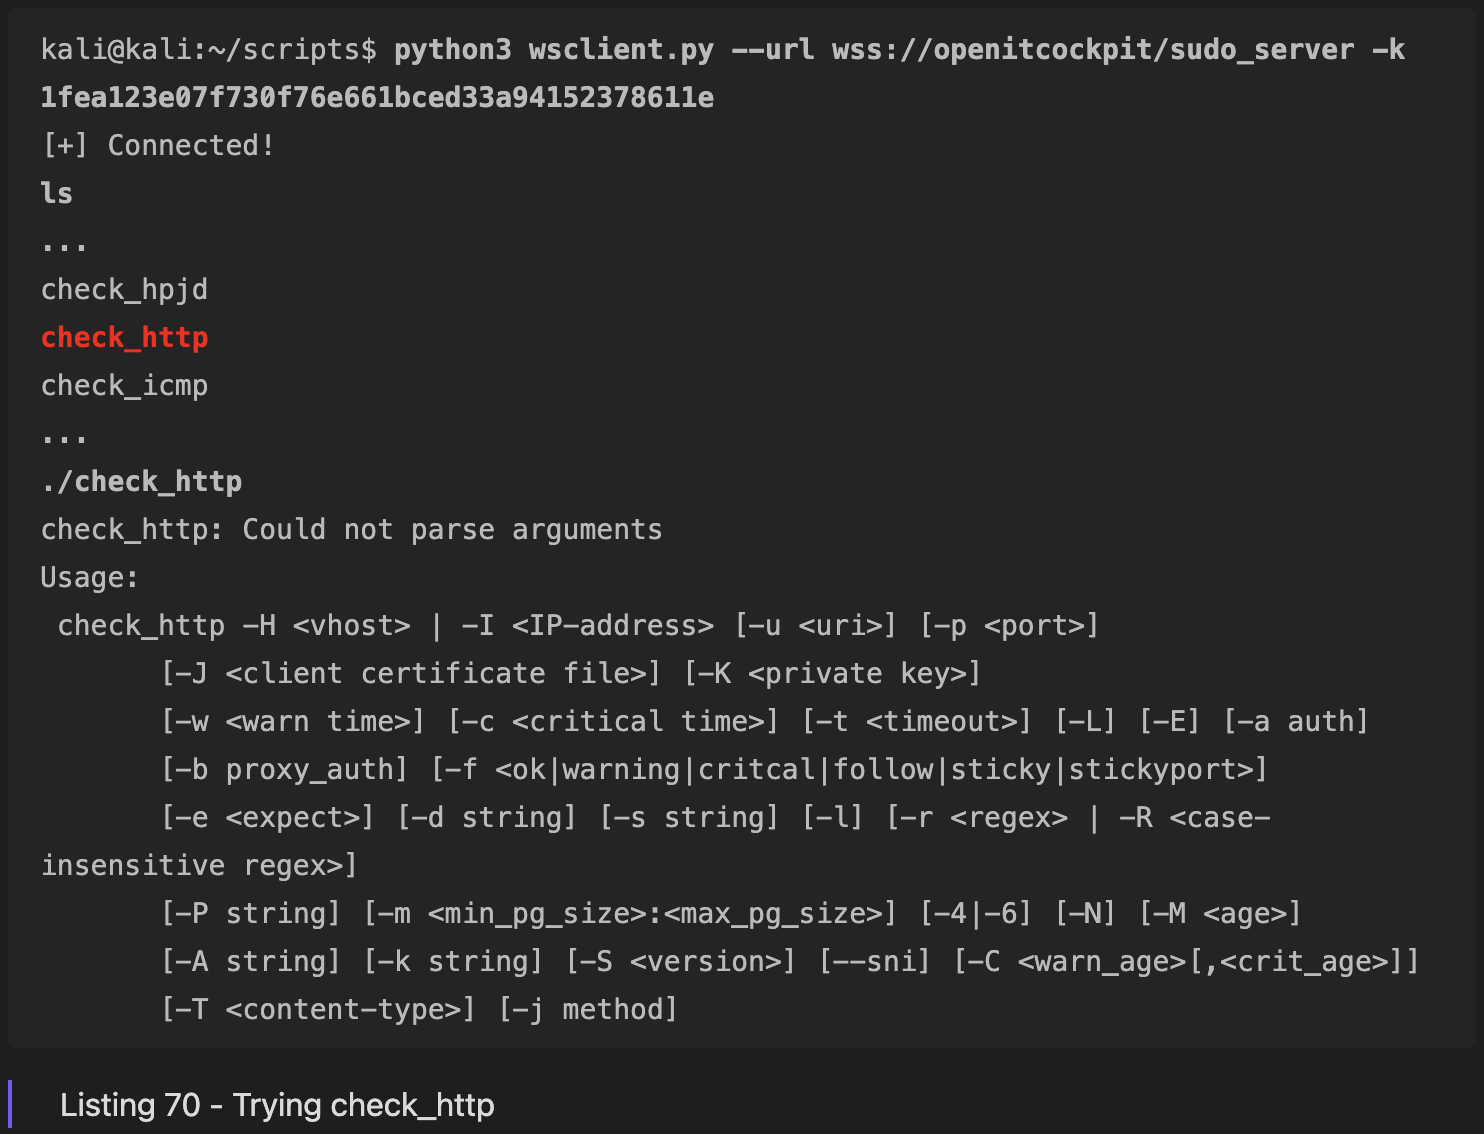 kali@kali:~/scripts$ python3 wsclient.py --url wss://openitcockpit/sudo_server -k
1fea123e07f730f76e661bced33a94152378611e
[+] Connected!
ls
...
check_hpjd
check_http
check_icmp
...
./check_http
check_http: Could not parse arguments
Usage:
 check_http -H <vhost> | -I <IP-address> [-u <uri>] [-p <port>]
       [-J <client certificate file>] [-K <private key>]
       [-w <warn time>] [-c <critical time>] [-t <timeout>] [-L] [-E] [-a auth]
       [-b proxy_auth] [-f <ok|warning|critcal|follow|sticky|stickyport>]
       [-e <expect>] [-d string] [-s string] [-l] [-r <regex> | -R <case-
insensitive regex>]
       [-P string] [-m <min_pg_size>:<max_pg_size>] [-4|-6] [-N] [-M <age>]
       [-A string] [-k string] [-S <version>] [--sni] [-C <warn_age>[,<crit_age>]]
       [-T <content-type>] [-j method]
Listing 70 - Trying check_http